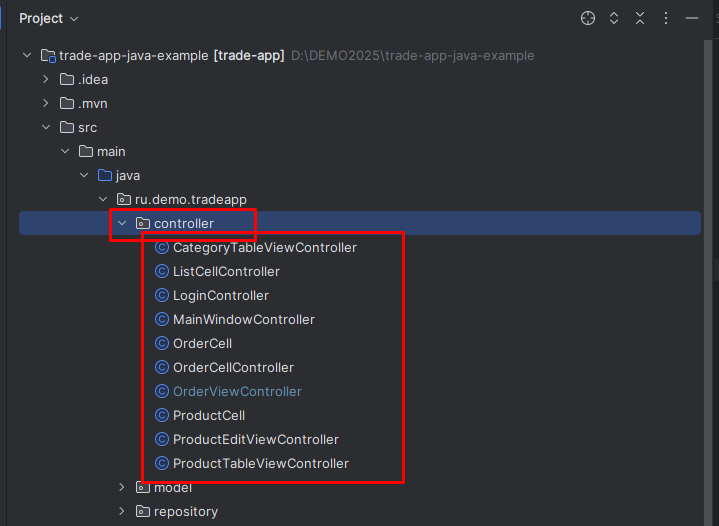 Project
trade-app-java-example [trade-app] D:\DEMO2025\trade-app-java-example
.idea
.mvn
src
main
java
ru.demo.tradeapp
controller
CategoryTableViewController
ListCellController
LoginController
MainWindowController
OrderCell
OrderCellController
OrderViewController
ProductCell
ProductEditViewController
ProductTableViewController
model
repository